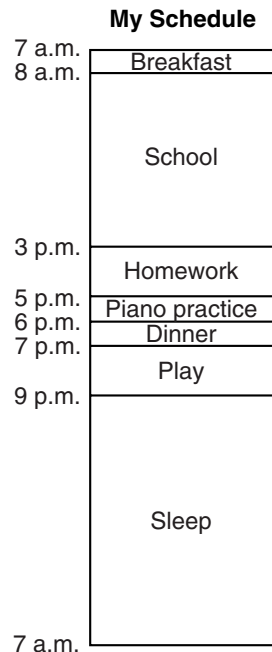 My Schedule
7 a.m.
Breakfast
8 a.m.
School
3 p.m.
Homework
5 p.m.
Piano practice
6 p.m.
Dinner
7 p.m.
Play
9 p.m.
Sleep
7 a.m.